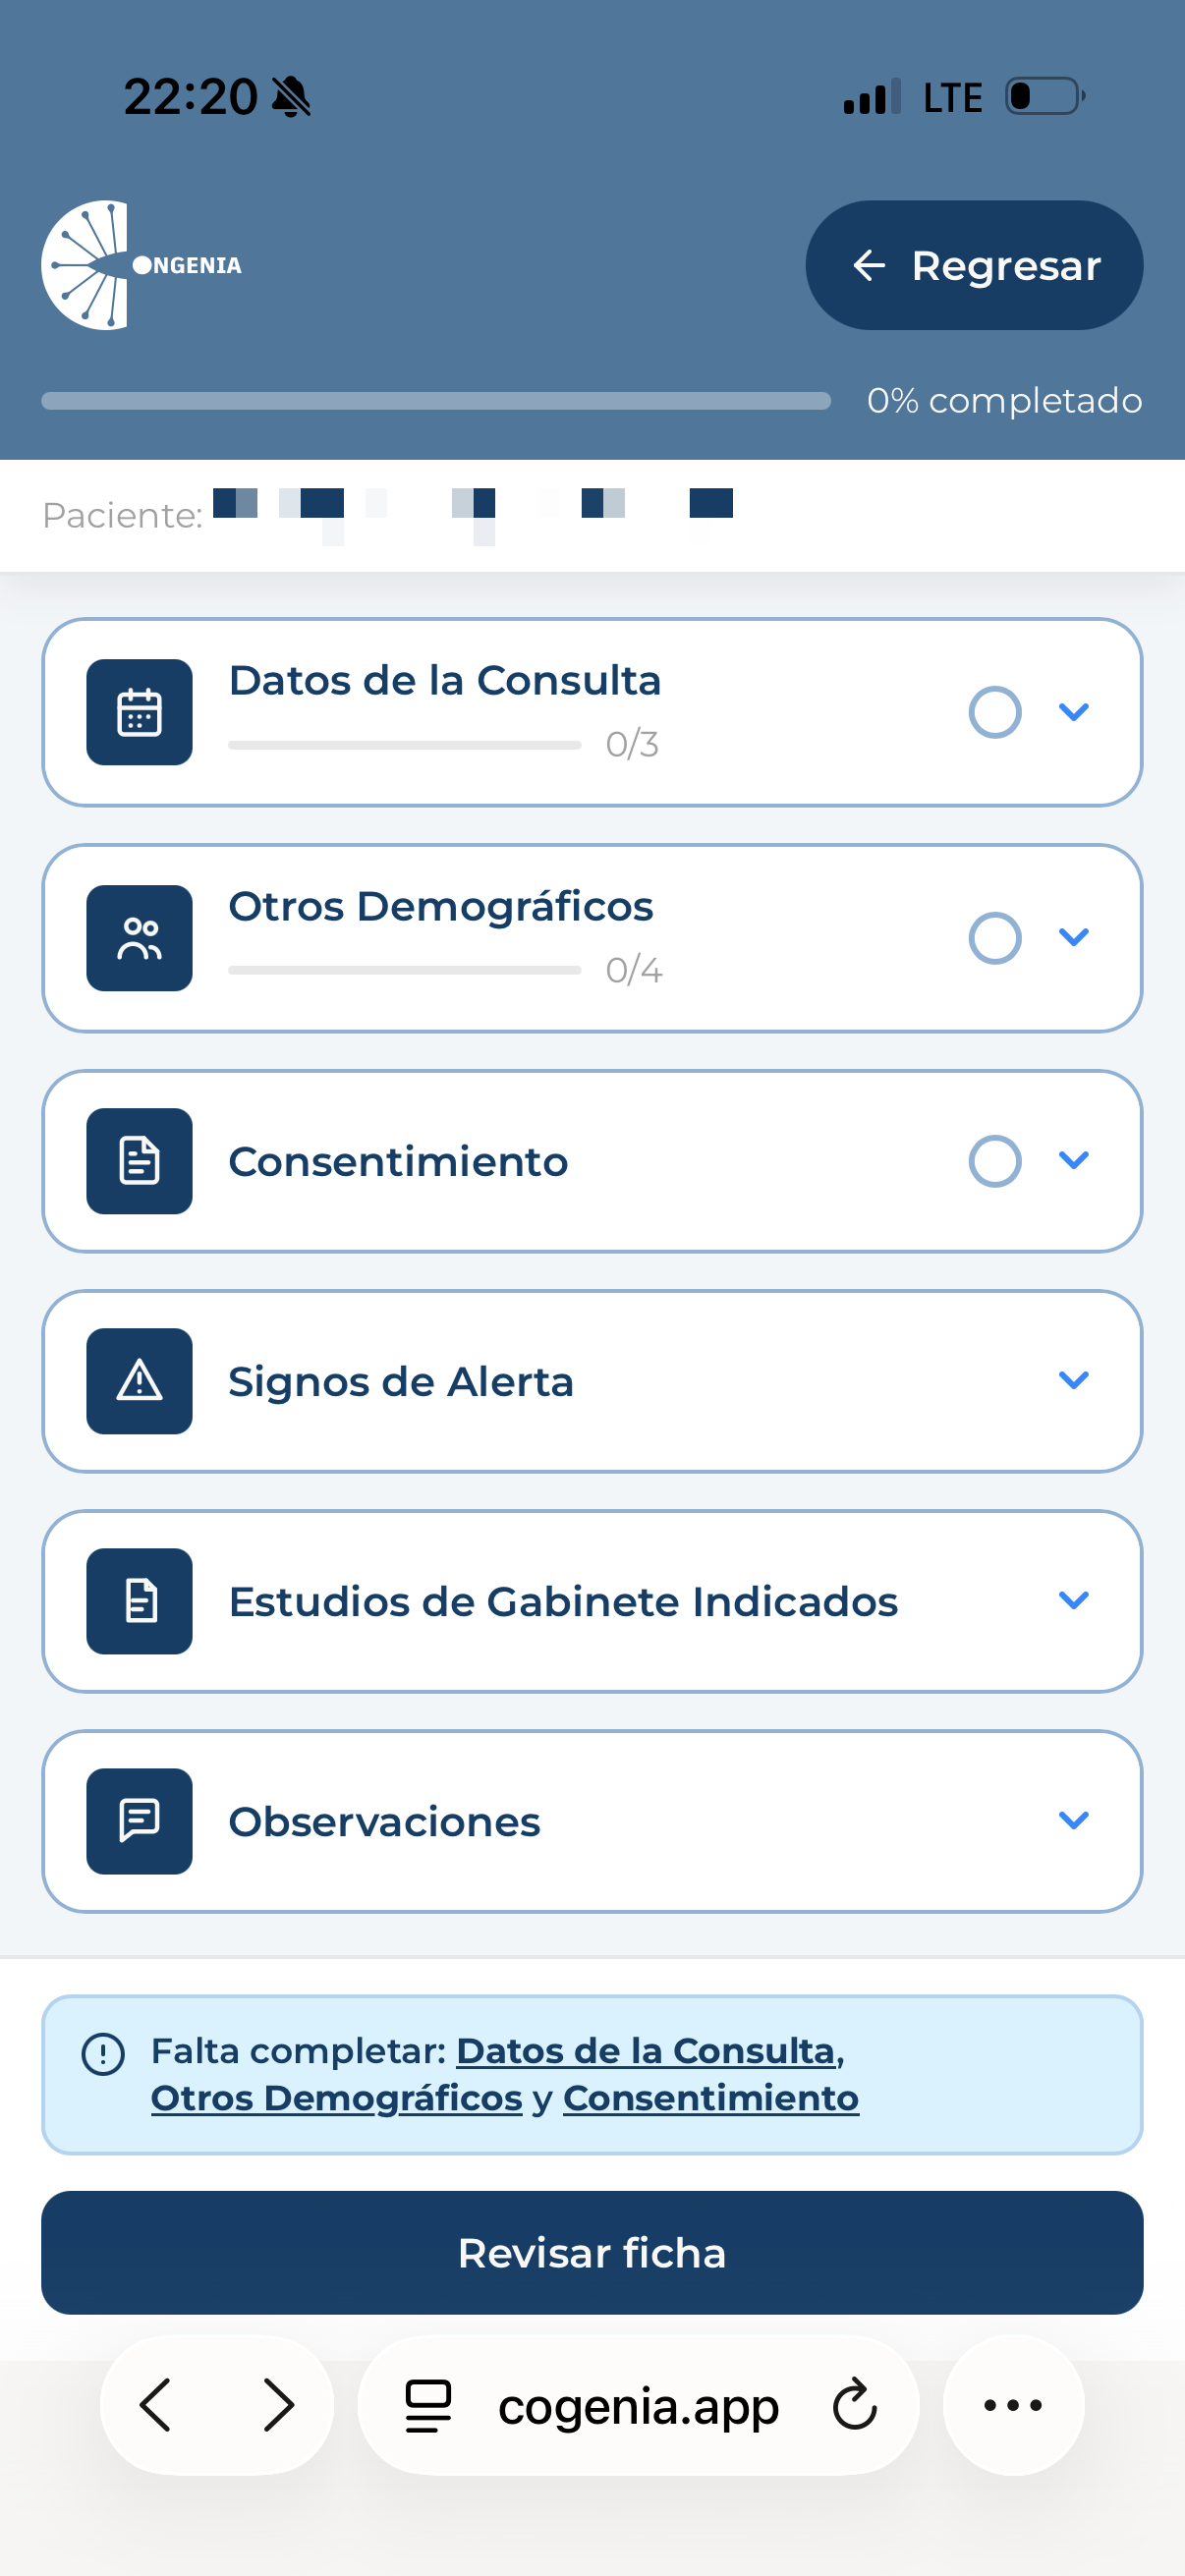 22:20 LTE
ONGENIA
← Regresar
0% completado
Paciente:
Datos de la Consulta
0/3
Otros Demográficos
0/4
Consentimiento
Signos de Alerta
Estudios de Gabinete Indicados
Observaciones
Falta completar: Datos de la Consulta,
Otros Demográficos y Consentimiento
Revisar ficha
cogenia.app